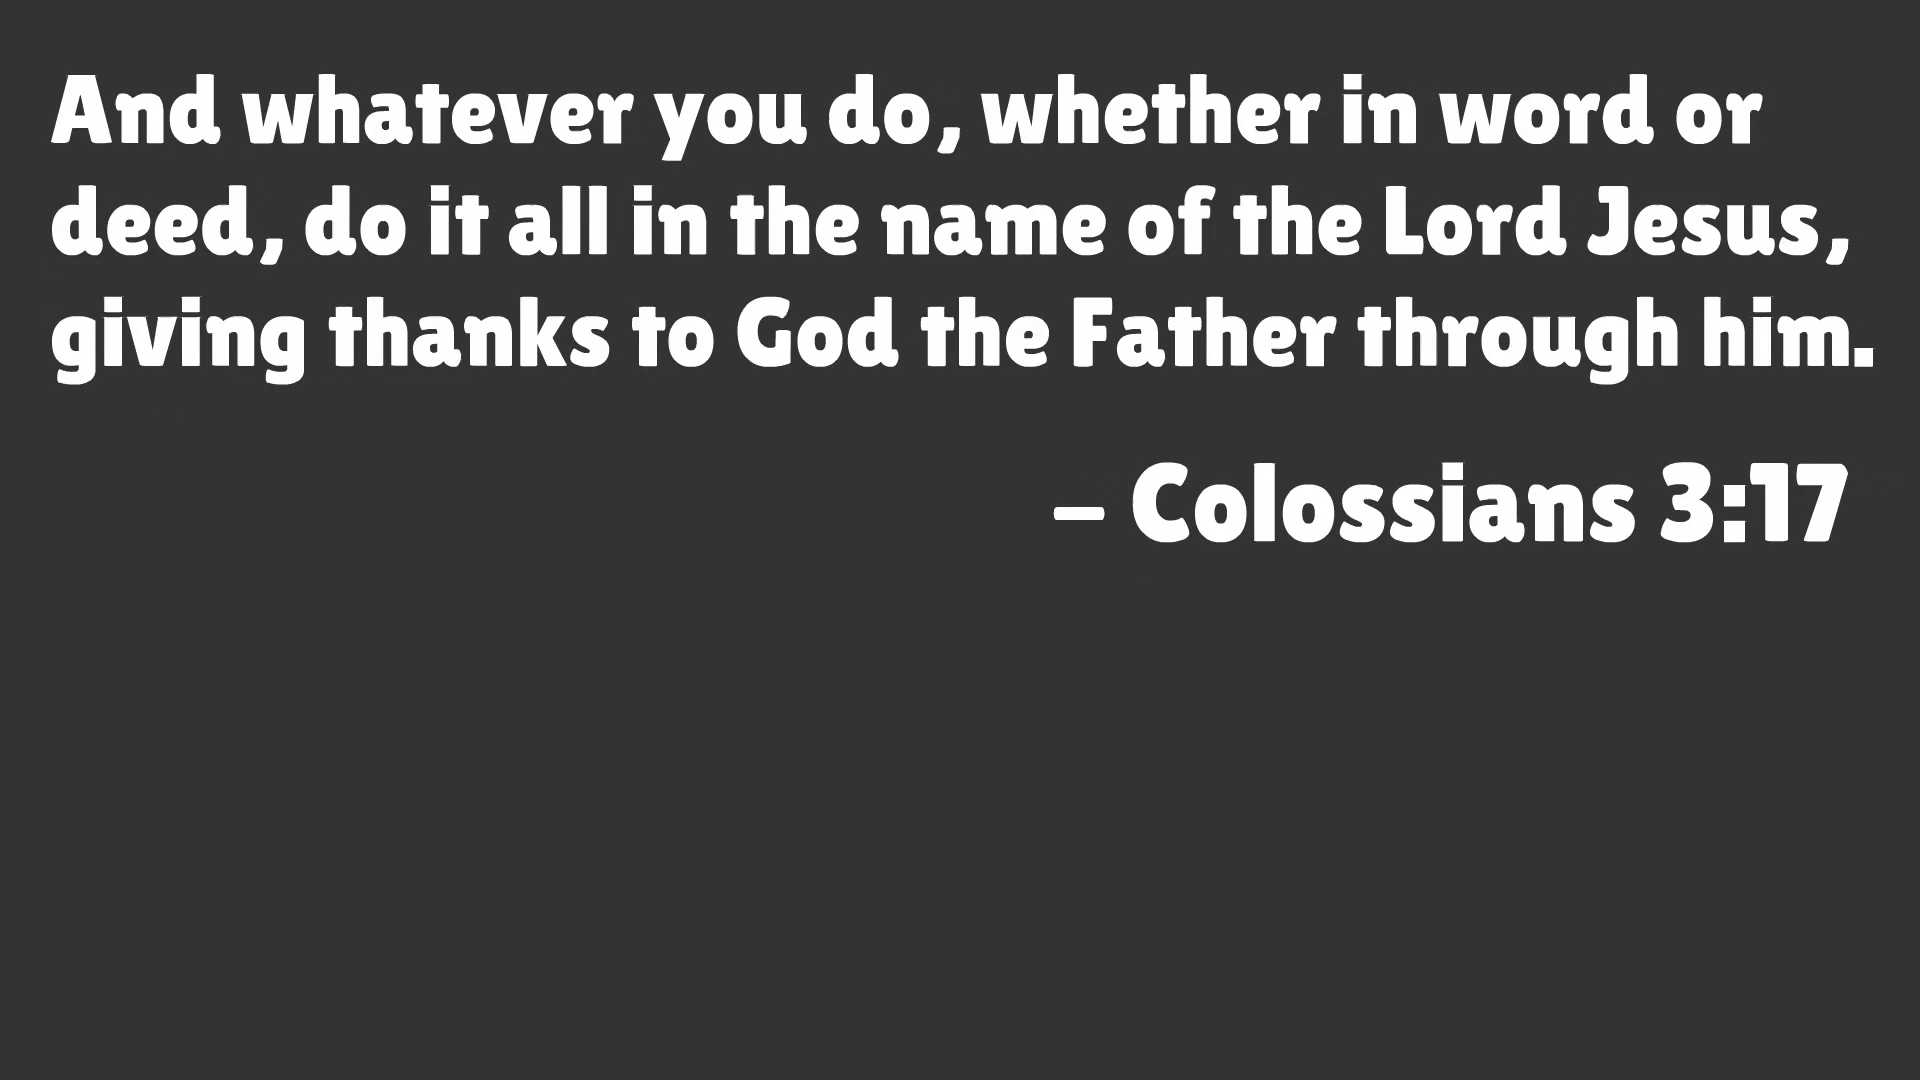 And whatever you do, whether in word or
deed, do it all in the name of the Lord Jesus,
giving thanks to God the Father through him.
– Colossians 3:17